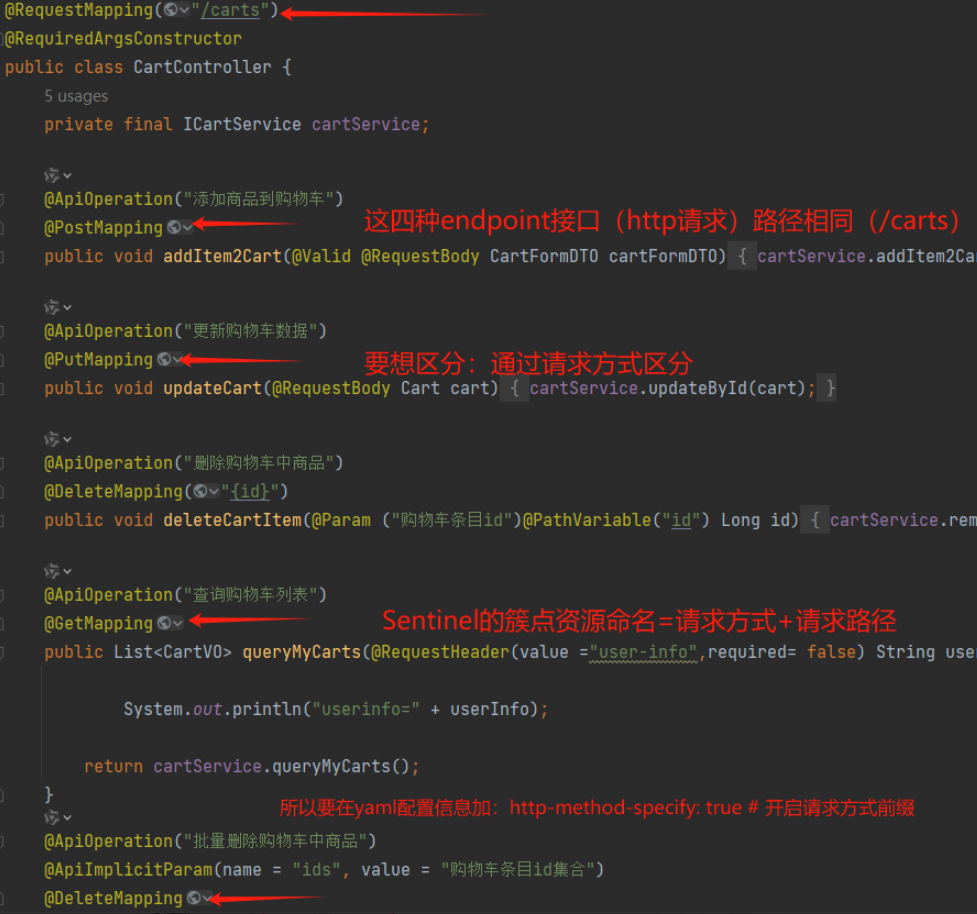 @RequestMapping("/carts")
@RequiredArgsConstructor
public class CartController {
5 usages
private final ICartService cartService;
@ApiOperation("添加商品到购物车")
@PostMapping
这四种endpoint接口（http请求）路径相同（/carts）
public void addItem2Cart(@Valid @RequestBody CartFormDTO cartFormDTO) { cartService.addItem2Ca
@ApiOperation("更新购物车数据")
@PutMapping
要想区分：通过请求方式区分
public void updateCart(@RequestBody Cart cart) { cartService.updateById(cart); }
@ApiOperation("删除购物车中商品")
@DeleteMapping("{id}")
public void deleteCartItem(@Param ("购物车条目id")@PathVariable("id") Long id) { cartService.rem
@ApiOperation("查询购物车列表")
@GetMapping
Sentinel的簇点资源命名=请求方式+请求路径
public List<CartVO> queryMyCarts(@RequestHeader(value ="user-info",required= false) String use
System.out.println("userinfo=" + userInfo);
return cartService.queryMyCarts();
}
所以要在yaml配置信息加：http-method-specify: true # 开启请求方式前缀
@ApiOperation("批量删除购物车中商品")
@ApiImplicitParam(name = "ids", value = "购物车条目id集合")
@DeleteMapping